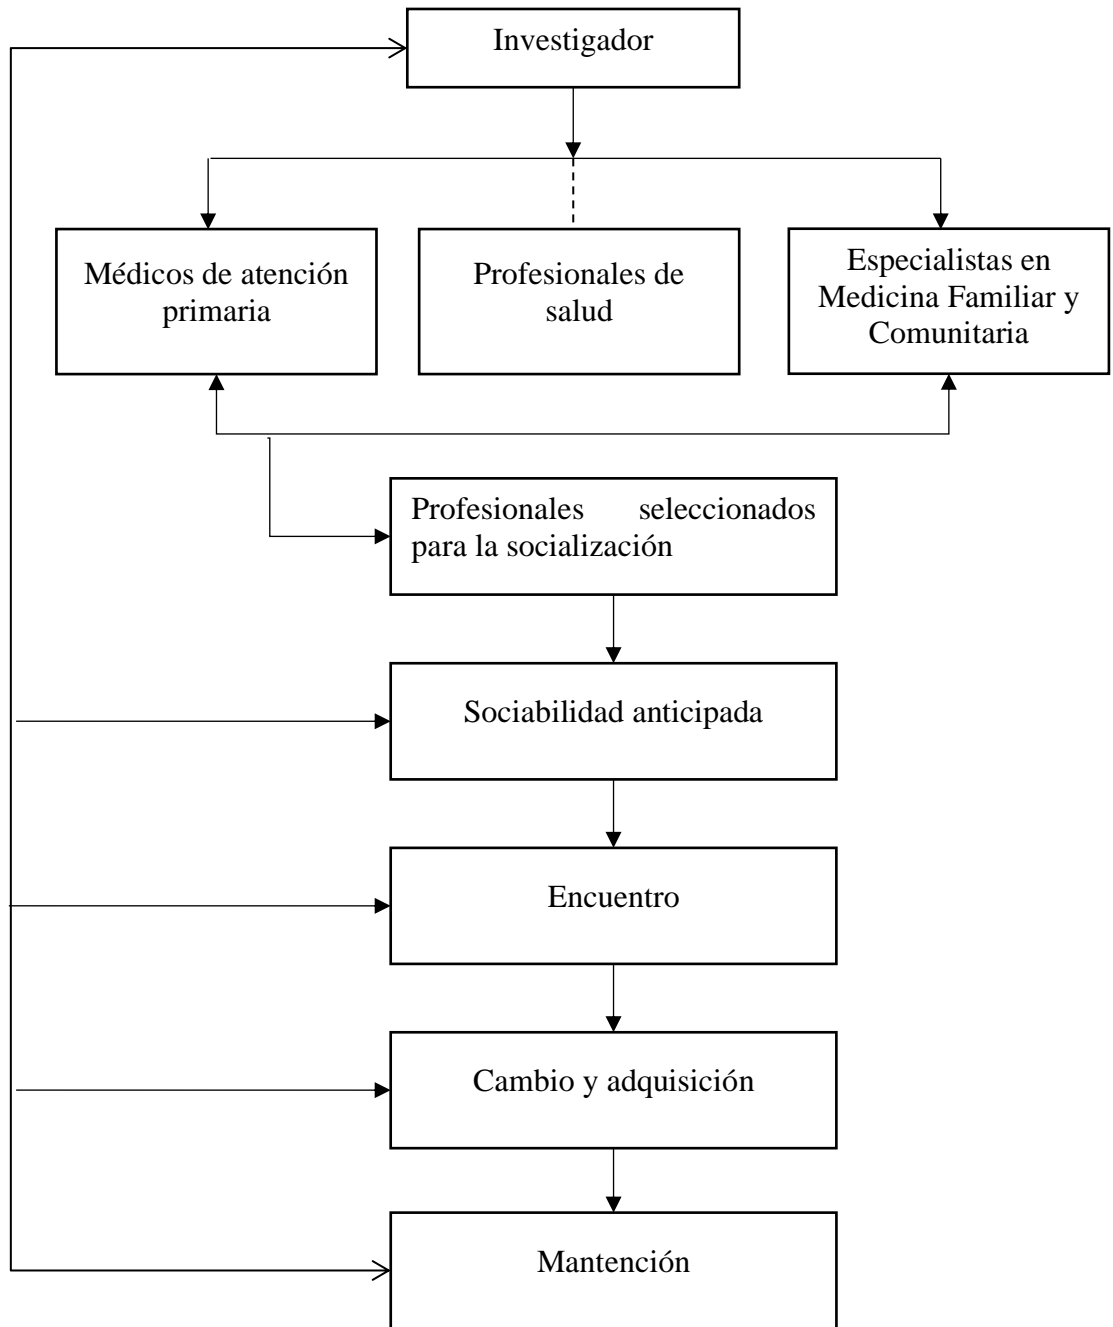 Investigador
Médicos de atención
primaria
Profesionales de
salud
Especialistas en
Medicina Familiar y
Comunitaria
Profesionales seleccionados
para la socialización
Sociabilidad anticipada
Encuentro
Cambio y adquisición
Mantención